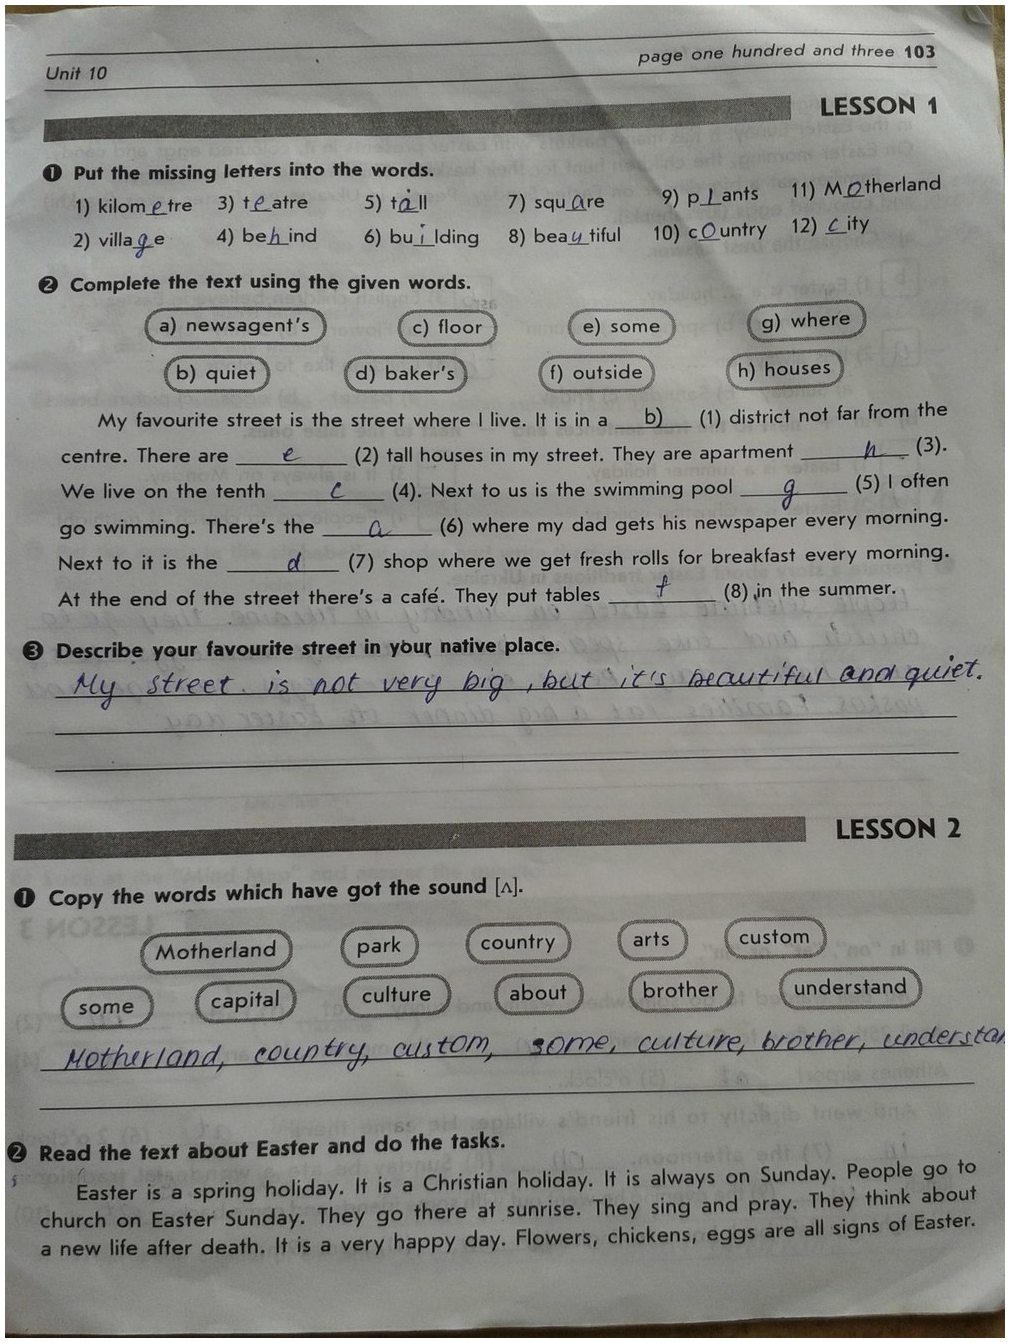 Unit 10
page one hundred and three 103
LESSON 1
1 Put the missing letters into the words.
1) kilometre 3) teatre 5) tall 7) square 9) plants 11) Motherland
2) village 4) behind 6) building 8) beautiful 10) country 12) city
2 Complete the text using the given words.
a) newsagent's c) floor e) some g) where
b) quiet d) baker's f) outside h) houses
My favourite street is the street where I live. It is in a b) (1) district not far from the
centre. There are e (2) tall houses in my street. They are apartment h (3).
We live on the tenth c (4). Next to us is the swimming pool g (5) I often
go swimming. There's the a (6) where my dad gets his newspaper every morning.
Next to it is the d (7) shop where we get fresh rolls for breakfast every morning.
At the end of the street there's a café. They put tables f (8) in the summer.
3 Describe your favourite street in your native place.
My street is not very big, but it's beautiful and quiet.
LESSON 2
1 Copy the words which have got the sound [ʌ].
Motherland park country arts custom
some capital culture about brother understand
Motherland, country, custom, some, culture, brother, understan
2 Read the text about Easter and do the tasks.
Easter is a spring holiday. It is a Christian holiday. It is always on Sunday. People go to
church on Easter Sunday. They go there at sunrise. They sing and pray. They think about
a new life after death. It is a very happy day. Flowers, chickens, eggs are all signs of Easter.